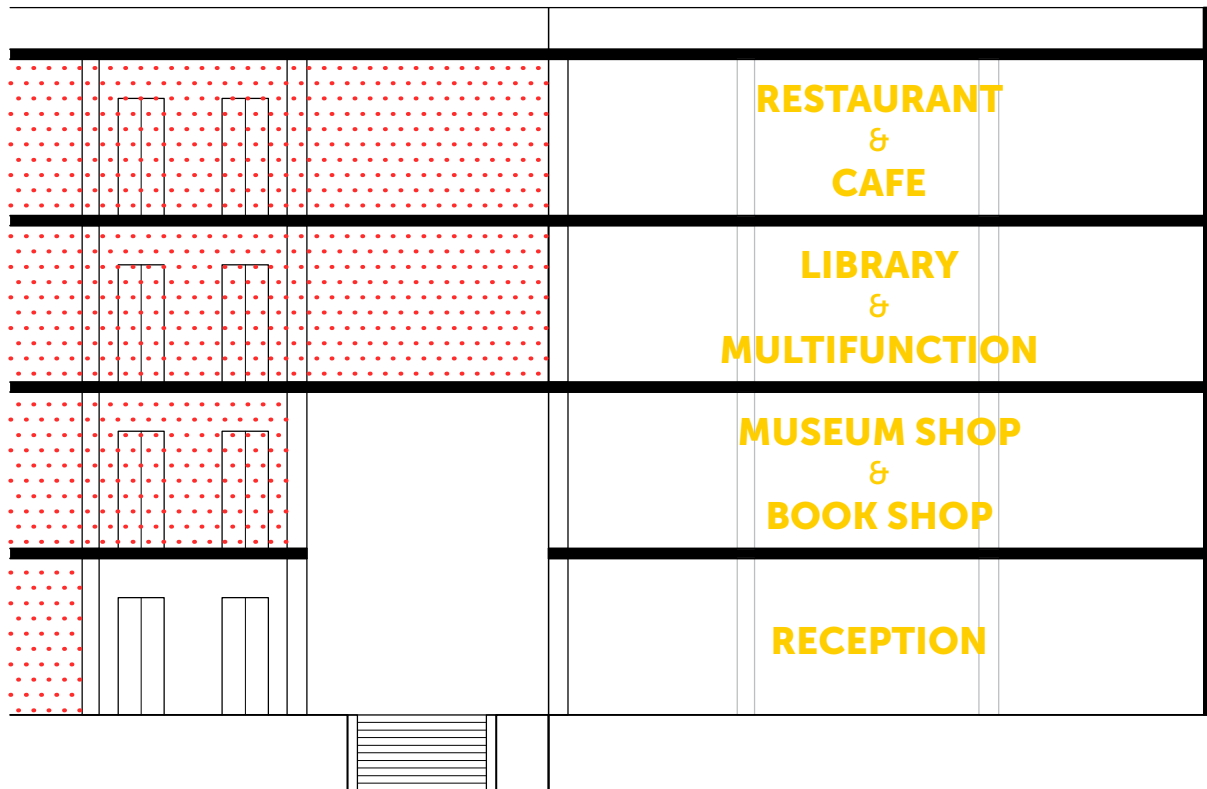 RESTAURANT
&
CAFE
LIBRARY
&
MULTIFUNCTION
MUSEUM SHOP
&
BOOK SHOP
RECEPTION